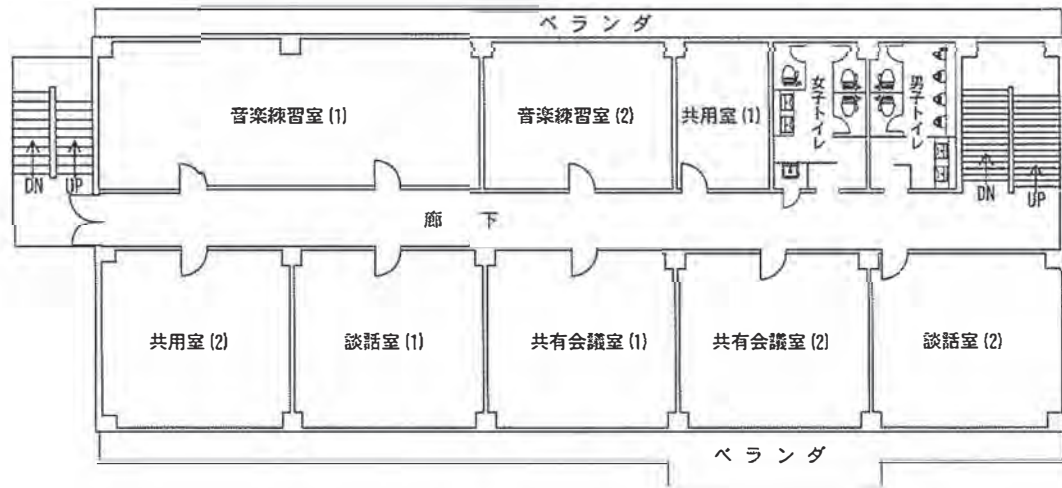 ベランダ
音楽練習室(1)
音楽練習室(2)
共用室(1)
女子トイレ
男子トイレ
DN
UP
DN
UP
廊下
共用室(2)
談話室(1)
共有会議室(1)
共有会議室(2)
談話室(2)
ベランダ